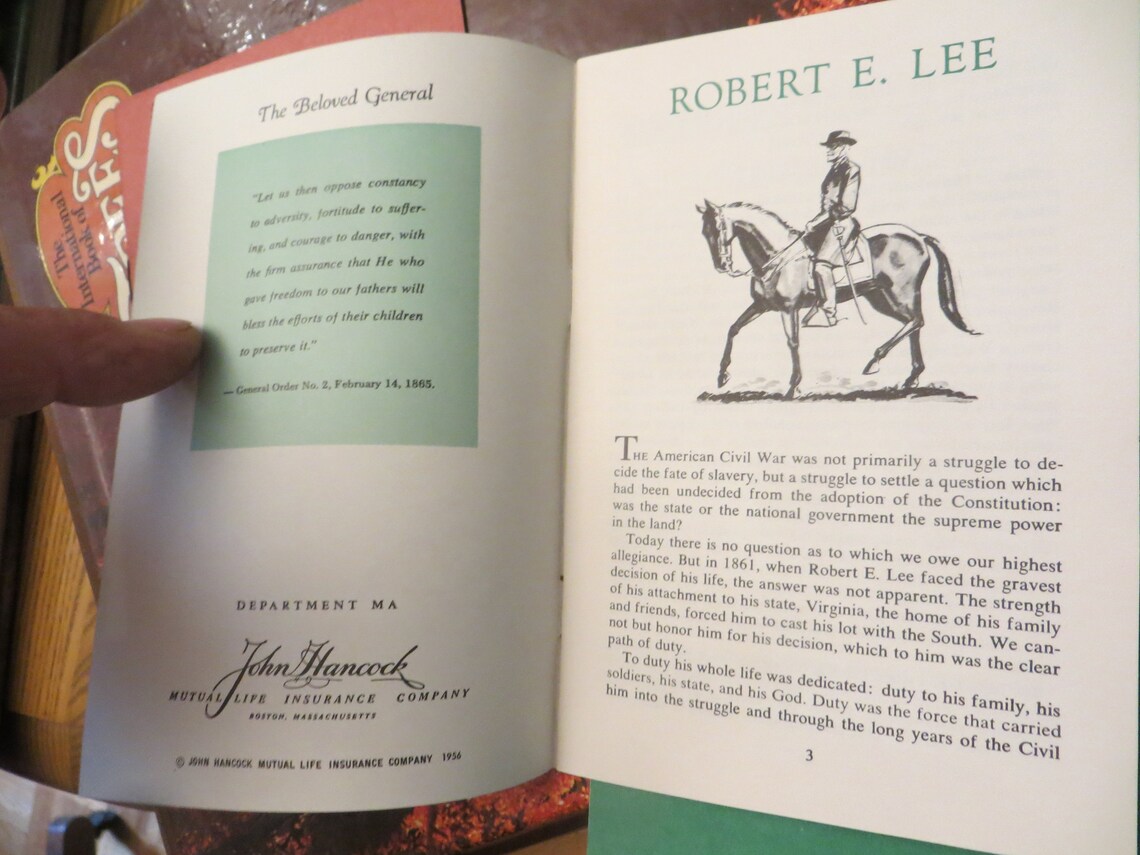 The Beloved General
"Let us then oppose constancy
to adversity, fortitude to suffer-
ing, and courage to danger, with
the firm assurance that He who
gave freedom to our fathers will
bless the efforts of their children
to preserve it."
— General Order No. 2, February 14, 1865.
DEPARTMENT MA
John Hancock
MUTUAL LIFE INSURANCE COMPANY
BOSTON, MASSACHUSETTS
© JOHN HANCOCK MUTUAL LIFE INSURANCE COMPANY 1956
ROBERT E. LEE
THE American Civil War was not primarily a struggle to de-
cide the fate of slavery, but a struggle to settle a question which
had been undecided from the adoption of the Constitution:
was the state or the national government the supreme power
in the land?
Today there is no question as to which we owe our highest
allegiance. But in 1861, when Robert E. Lee faced the gravest
decision of his life, the answer was not apparent. The strength
of his attachment to his state, Virginia, the home of his family
and friends, forced him to cast his lot with the South. We can-
not but honor him for his decision, which to him was the clear
path of duty.
To duty his whole life was dedicated: duty to his family, his
soldiers, his state, and his God. Duty was the force that carried
him into the struggle and through the long years of the Civil
3
The
International
Book of